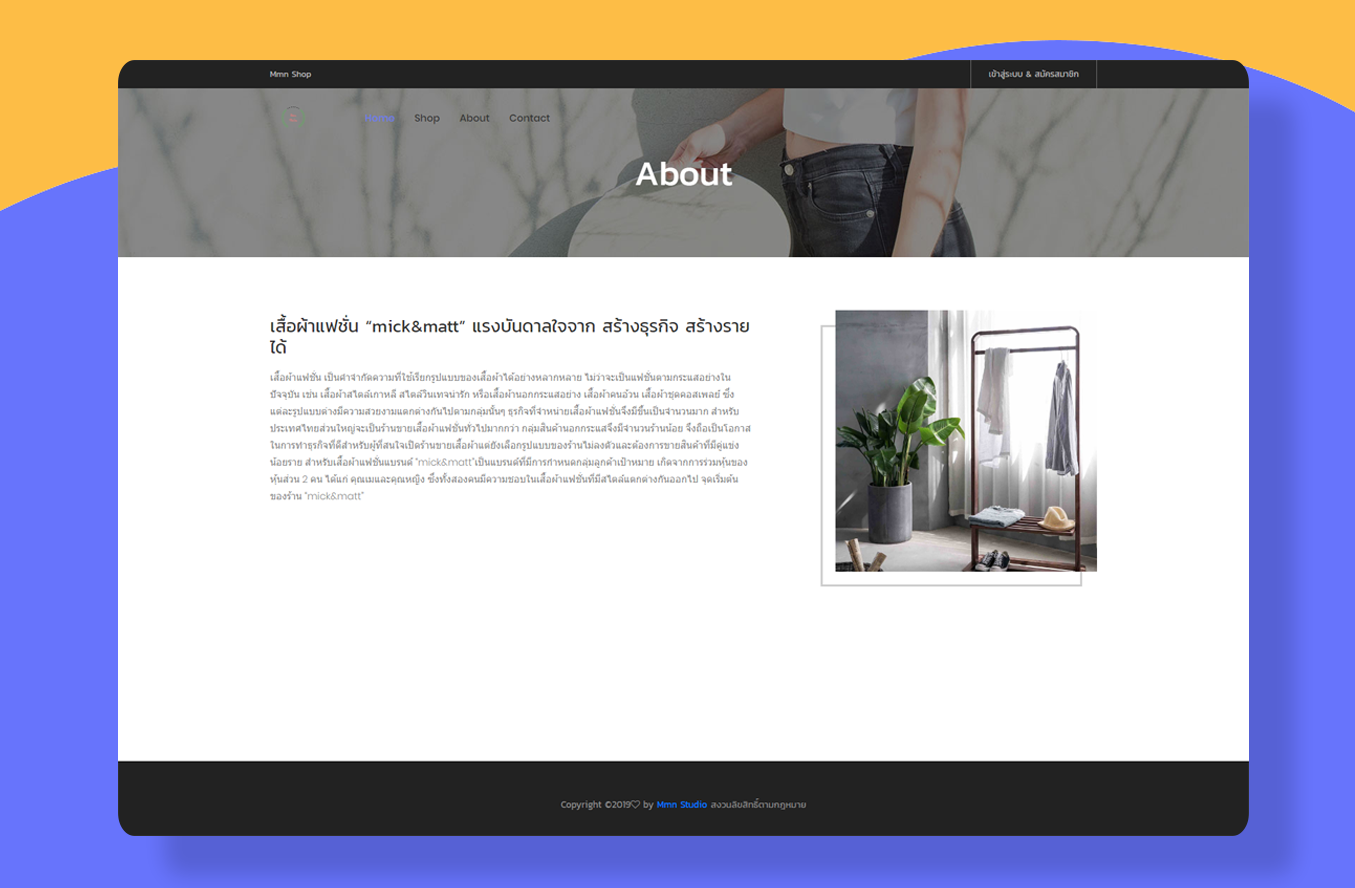 Mmn Shop
เข้าสู่ระบบ & สมัครสมาชิก
Home Shop About Contact
About
เสื้อผ้าแฟชั่น “mick&matt” แรงบันดาลใจจาก สร้างธุรกิจ สร้างราย
ได้
เสื้อผ้าแฟชั่น เป็นคำจำกัดความที่ใช้เรียกรูปแบบของเสื้อผ้าได้อย่างหลากหลาย ไม่ว่าจะเป็นแฟชั่นตามกระแสอย่างใน
ปัจจุบัน เช่น เสื้อผ้าสไตล์เกาหลี สไตล์วินเทจน่ารัก หรือเสื้อผ้านอกกระแสอย่าง เสื้อผ้าคนอ้วน เสื้อผ้าชุดคอสเพลย์ ซึ่ง
แต่ละรูปแบบต่างมีความสวยงามแตกต่างกันไปตามกลุ่มนั้นๆ ธุรกิจที่จำหน่ายเสื้อผ้าแฟชั่นจึงมีขึ้นเป็นจำนวนมาก สำหรับ
ประเทศไทยส่วนใหญ่จะเป็นร้านขายเสื้อผ้าแฟชั่นทั่วไปมากกว่า กลุ่มสินค้านอกกระแสจึงมีจำนวนร้านน้อย จึงถือเป็นโอกาส
ในการทำธุรกิจที่ดีสำหรับผู้ที่สนใจเปิดร้านขายเสื้อผ้าแต่ยังเลือกรูปแบบของร้านไม่ลงตัวและต้องการขายสินค้าที่มีคู่แข่ง
น้อยราย สำหรับเสื้อผ้าแฟชั่นแบรนด์ “mick&matt”เป็นแบรนด์ที่มีการกำหนดกลุ่มลูกค้าเป้าหมาย เกิดจากการร่วมหุ้นของ
หุ้นส่วน 2 คน ได้แก่ คุณเมและคุณหญิง ซึ่งทั้งสองคนมีความชอบในเสื้อผ้าแฟชั่นที่มีสไตล์แตกต่างกันออกไป จุดเริ่มต้น
ของร้าน “mick&matt”
Copyright ©2019♡ by Mmn Studio สงวนลิขสิทธิ์ตามกฎหมาย